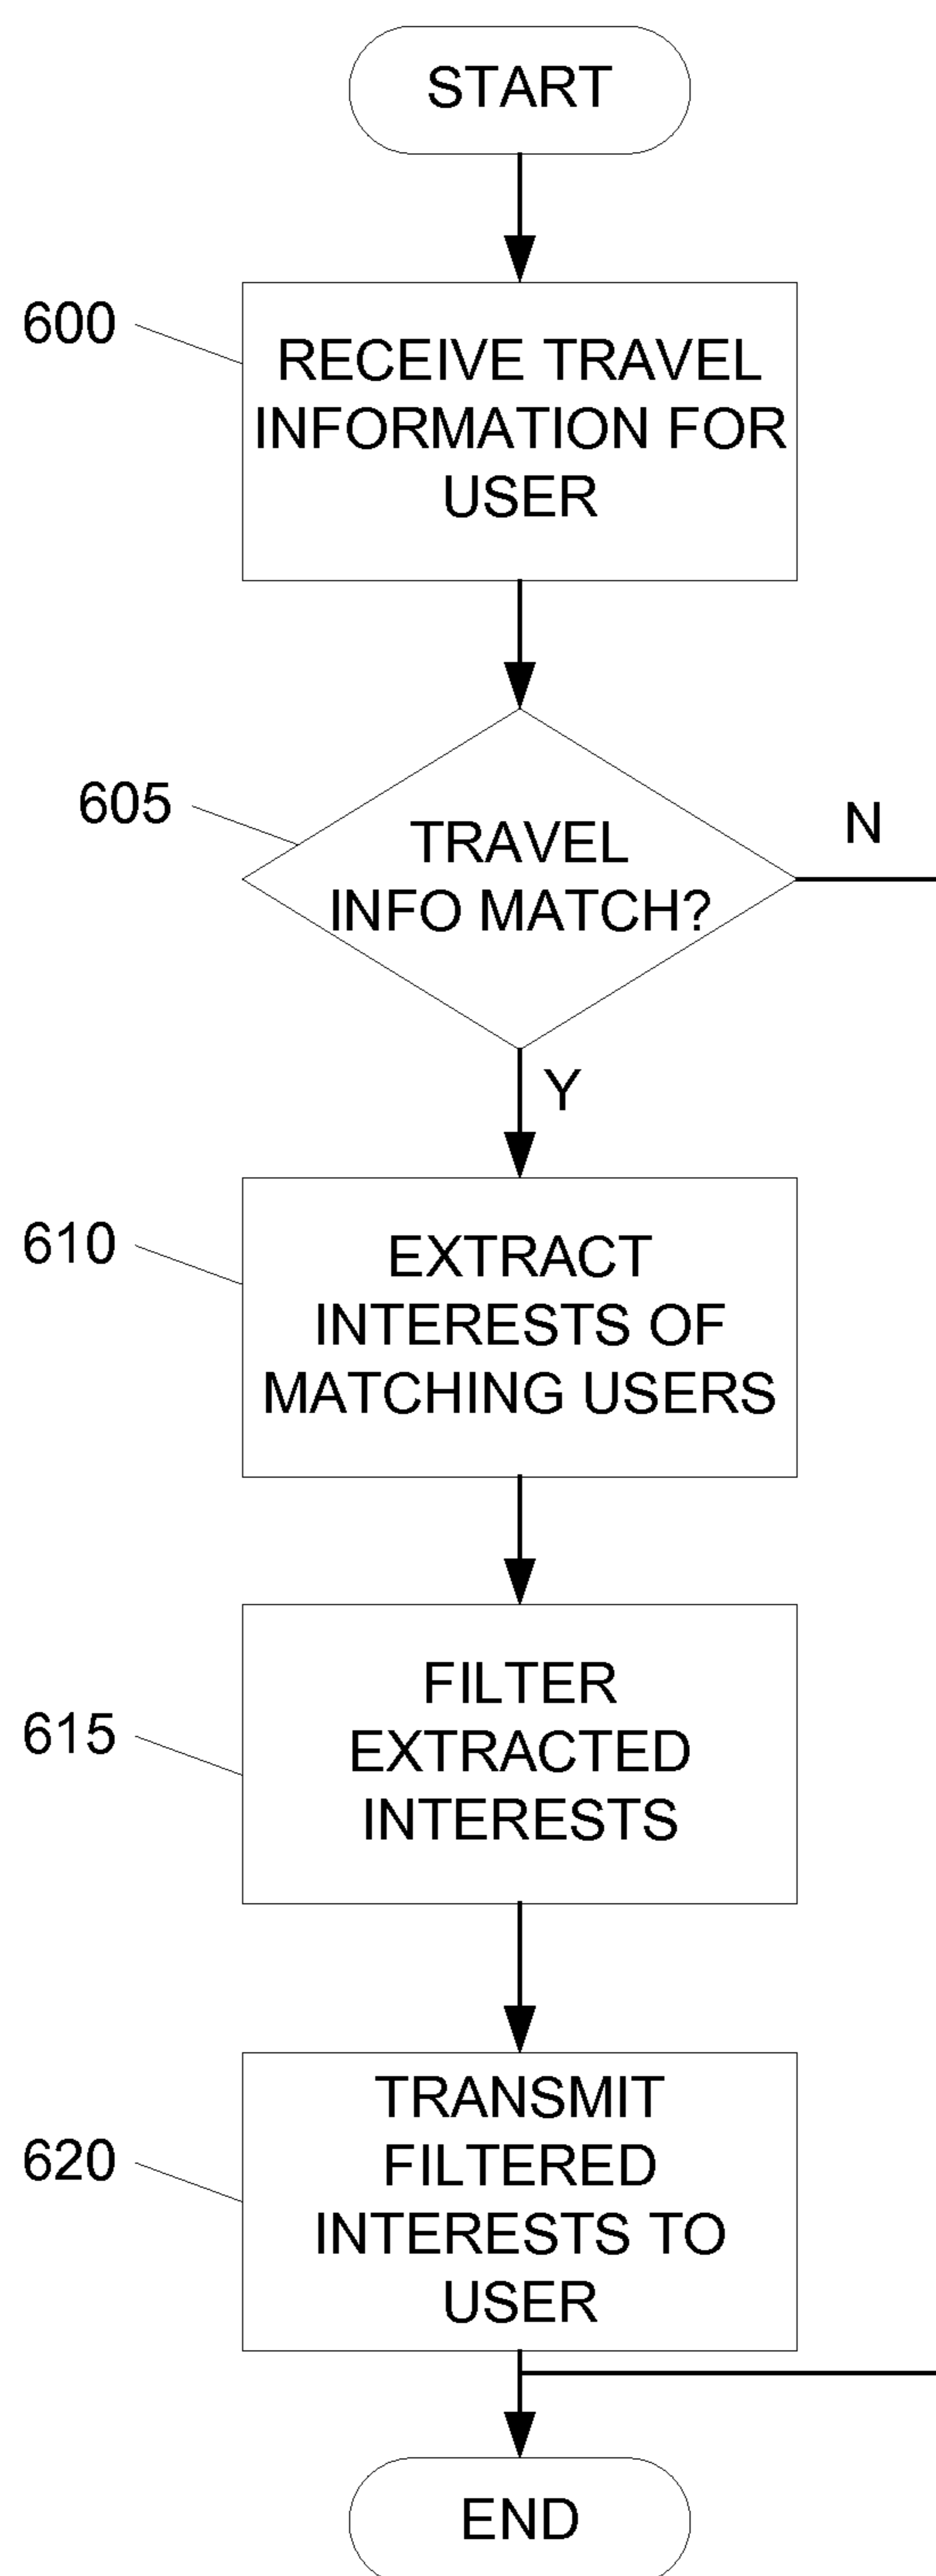 START
600
RECEIVE TRAVEL
INFORMATION FOR
USER
605
TRAVEL
INFO MATCH?
N
Y
610
EXTRACT
INTERESTS OF
MATCHING USERS
615
FILTER
EXTRACTED
INTERESTS
620
TRANSMIT
FILTERED
INTERESTS TO
USER
END